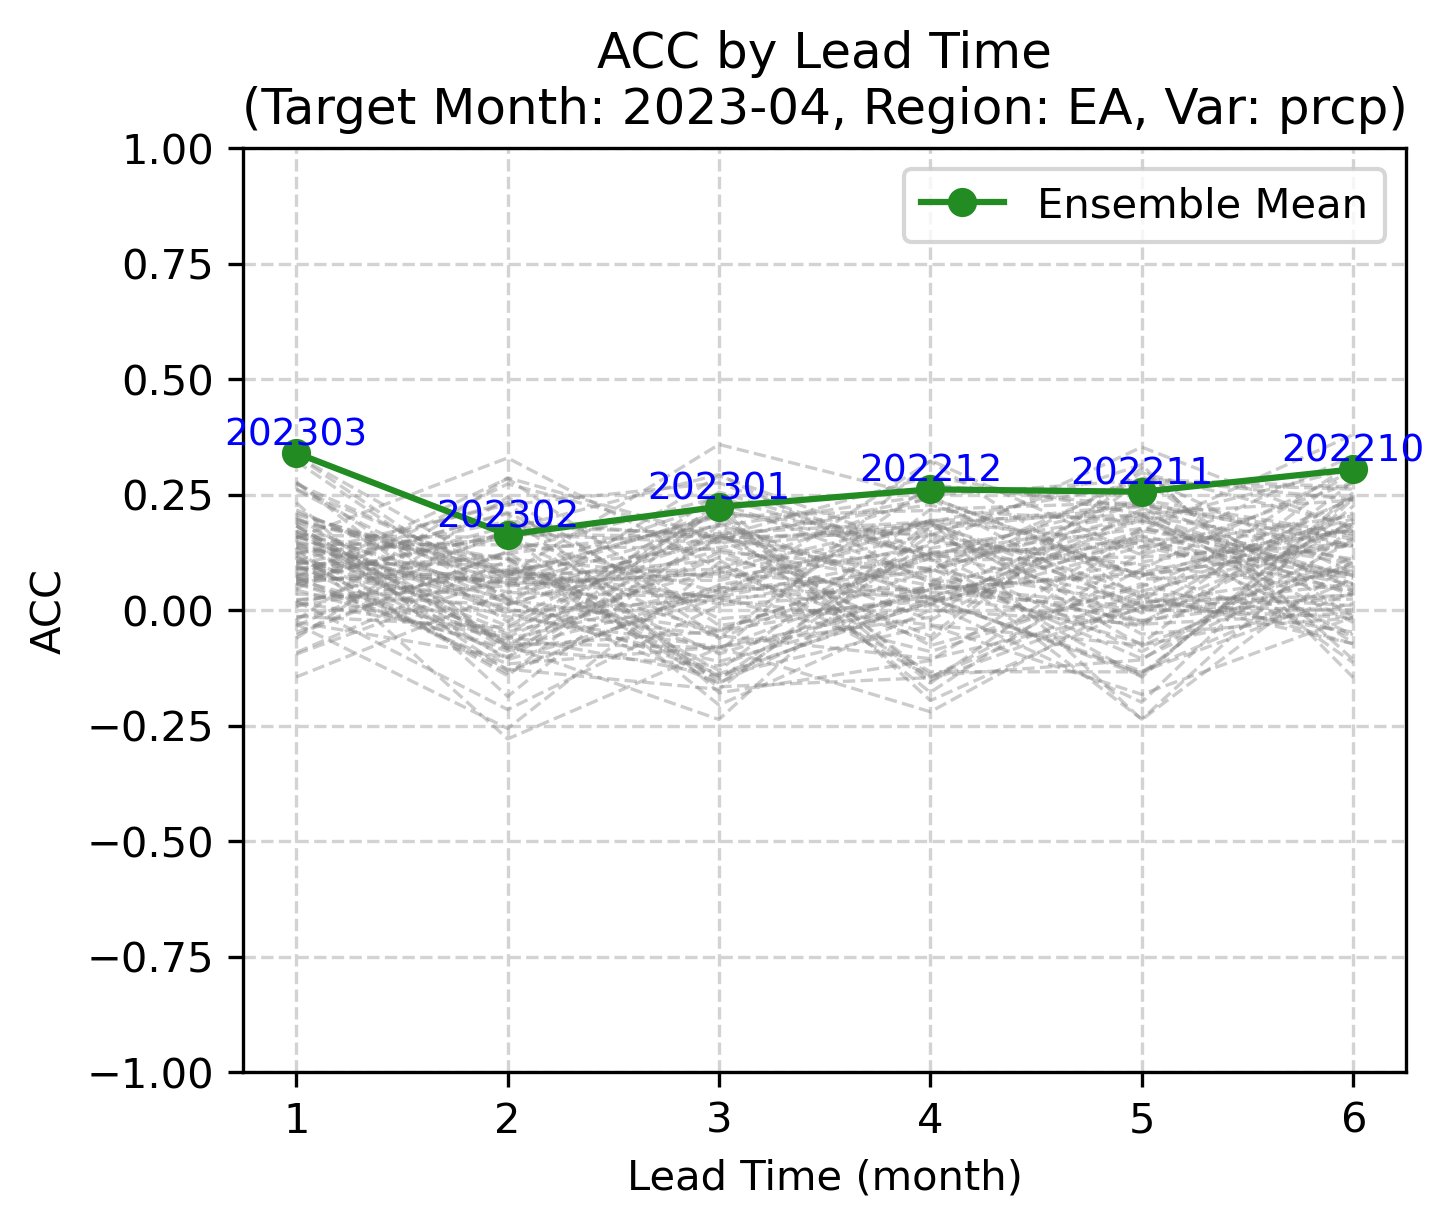 ACC by Lead Time
(Target Month: 2023-04, Region: EA, Var: prcp)
1.00
0.75
0.50
0.25
0.00
−0.25
−0.50
−0.75
−1.00
ACC
Ensemble Mean
202303
202302
202301
202212
202211
202210
1 2 3 4 5 6
Lead Time (month)